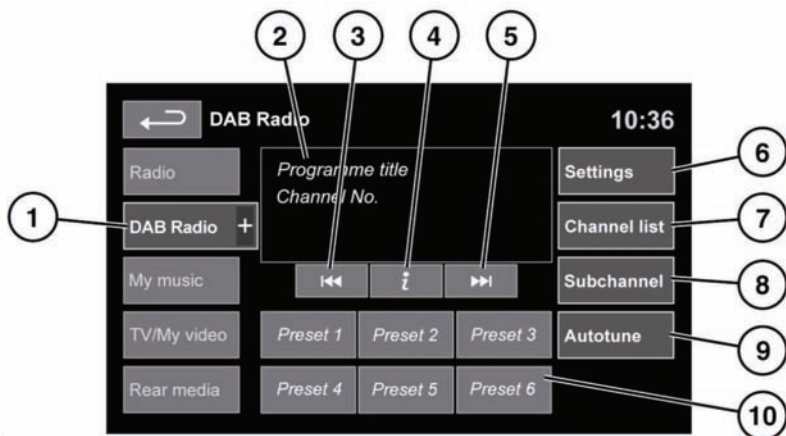 2 3 4 5
DAB Radio 10:36
Radio Programme title Settings 6
Channel No.
1 DAB Radio + Channel list 7
My music i Subchannel 8
TV/My video Preset 1 Preset 2 Preset 3 Autotune 9
Rear media Preset 4 Preset 5 Preset 6
10